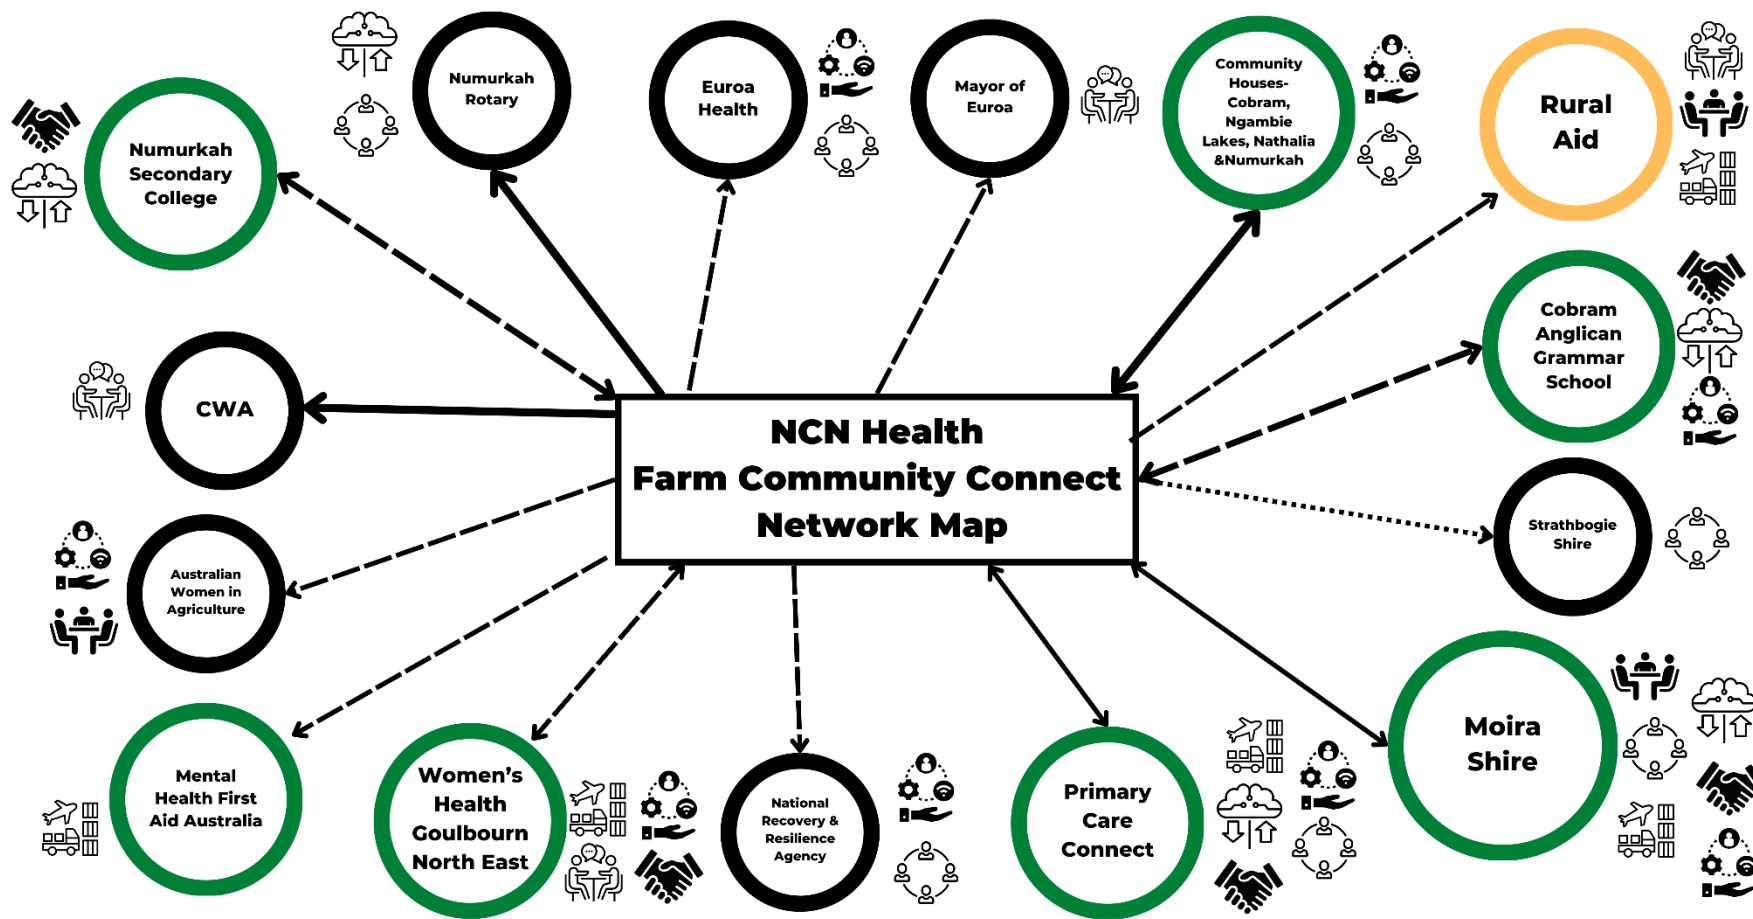 Numurkah
Secondary
College
Numurkah
Rotary
Euroa
Health
Mayor of
Euroa
Community
Houses-
Cobram,
Ngambie
Lakes, Nathalia
&Numurkah
Rural
Aid
Cobram
Anglican
Grammar
School
CWA
NCN Health
Farm Community Connect
Network Map
Strathbogie
Shire
Australian
Women in
Agriculture
Moira
Shire
Mental
Health First
Aid Australia
Women’s
Health
Goulbourn
North East
National
Recovery &
Resilience
Agency
Primary
Care
Connect